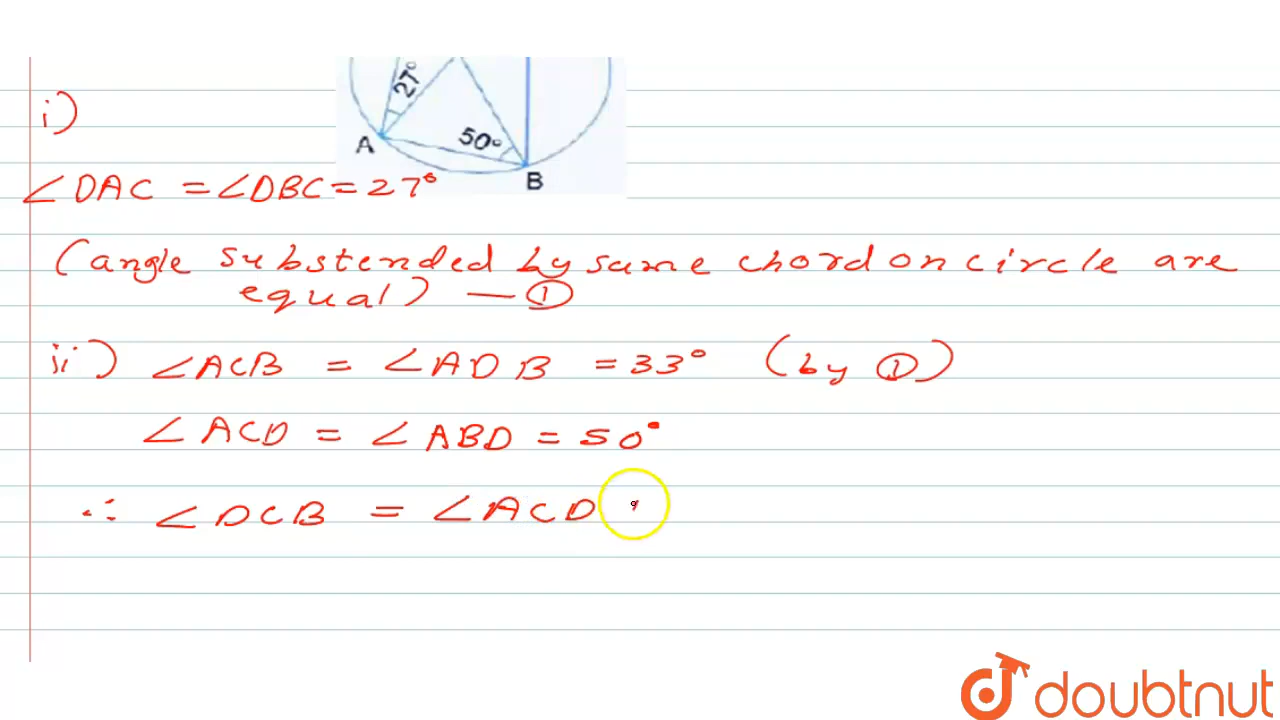 27°
i)
A
50°
B
∠DAC = ∠DBC = 27°
(angle substended by same chord on circle are
equal) — ①
ii) ∠ACB = ∠ADB = 33° (by ①)
∠ACD = ∠ABD = 50°
∴ ∠DCB = ∠ACD
doubtnut